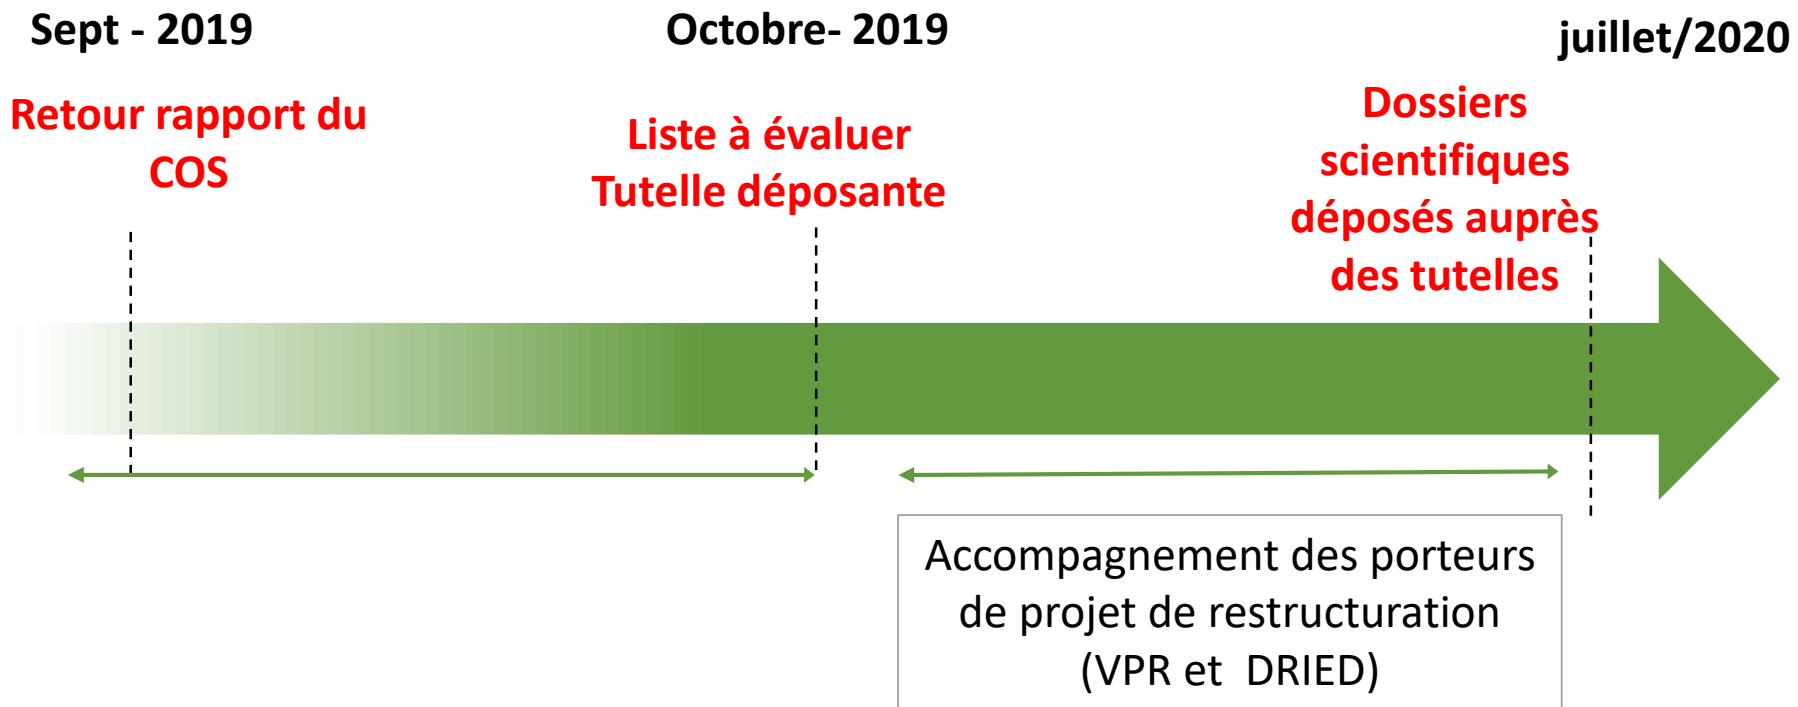 Sept - 2019
Retour rapport du
COS
Octobre- 2019
Liste à évaluer
Tutelle déposante
juillet/2020
Dossiers
scientifiques
déposés auprès
des tutelles
Accompagnement des porteurs
de projet de restructuration
(VPR et DRIED)